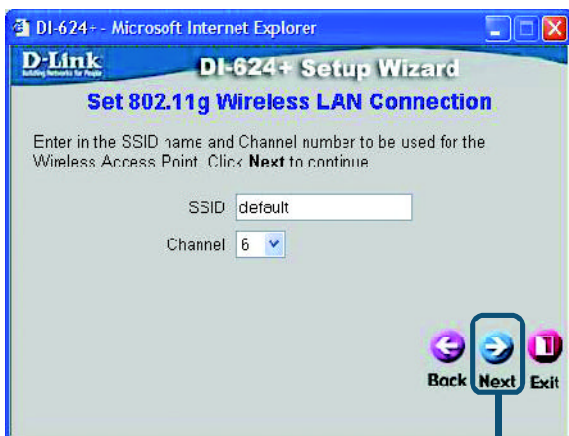 DI-624+ - Microsoft Internet Explorer
D-Link
Building Networks for People
DI-624+ Setup Wizard
Set 802.11g Wireless LAN Connection
Enter in the SSID name and Channel number to be used for the
Wireless Access Point. Click Next to continue
SSID default
Channel 6
Back Next Exit